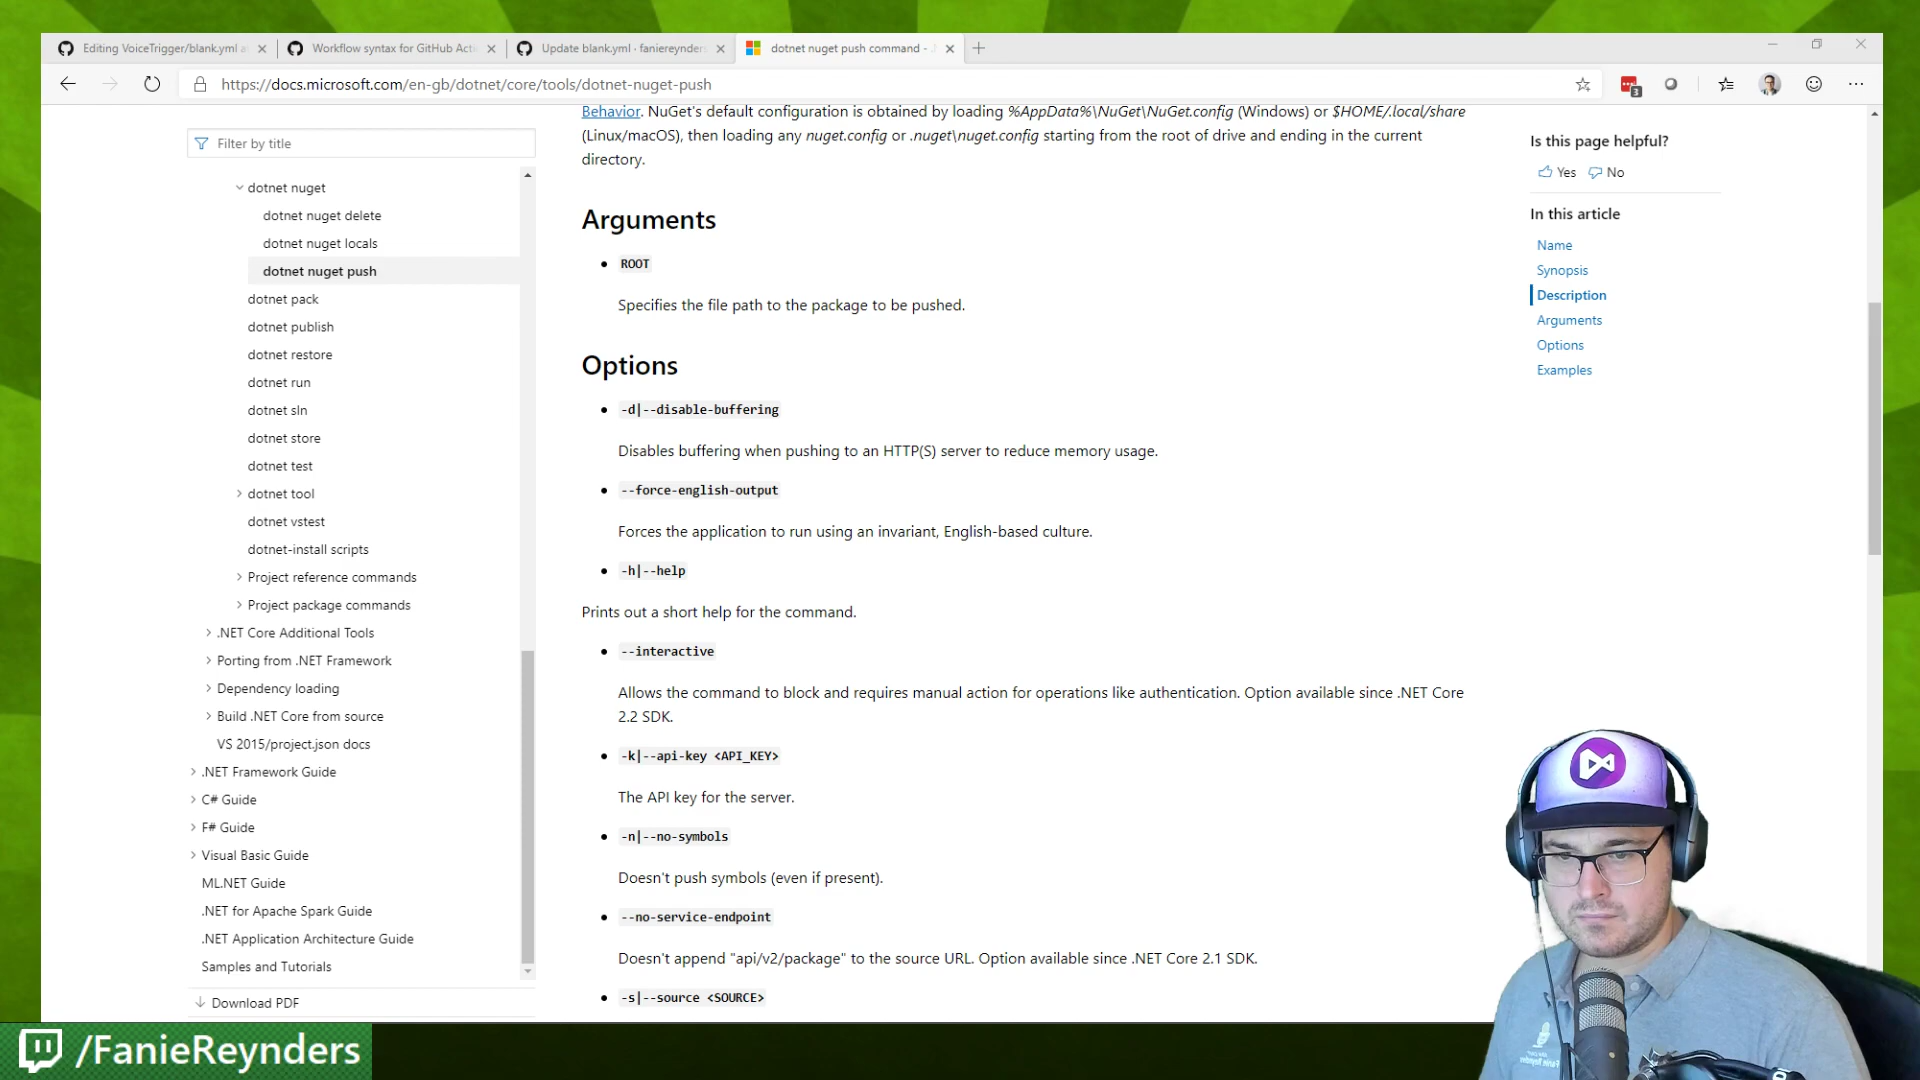 Editing VoiceTrigger/blank.yml a
Workflow syntax for GitHub Acti
Update blank.yml · faniereynders
dotnet nuget push command -
https://docs.microsoft.com/en-gb/dotnet/core/tools/dotnet-nuget-push
3
Filter by title
dotnet nuget
dotnet nuget delete
dotnet nuget locals
dotnet nuget push
dotnet pack
dotnet publish
dotnet restore
dotnet run
dotnet sln
dotnet store
dotnet test
dotnet tool
dotnet vstest
dotnet-install scripts
Project reference commands
Project package commands
.NET Core Additional Tools
Porting from .NET Framework
Dependency loading
Build .NET Core from source
VS 2015/project.json docs
.NET Framework Guide
C# Guide
F# Guide
Visual Basic Guide
ML.NET Guide
.NET for Apache Spark Guide
.NET Application Architecture Guide
Samples and Tutorials
Download PDF
Behavior. NuGet's default configuration is obtained by loading %AppData%\NuGet\NuGet.config (Windows) or $HOME/.local/share
(Linux/macOS), then loading any nuget.config or .nuget\nuget.config starting from the root of drive and ending in the current
directory.
Arguments
ROOT
Specifies the file path to the package to be pushed.
Options
-d|--disable-buffering
Disables buffering when pushing to an HTTP(S) server to reduce memory usage.
--force-english-output
Forces the application to run using an invariant, English-based culture.
-h|--help
Prints out a short help for the command.
--interactive
Allows the command to block and requires manual action for operations like authentication. Option available since .NET Core
2.2 SDK.
-k|--api-key <API_KEY>
The API key for the server.
-n|--no-symbols
Doesn't push symbols (even if present).
--no-service-endpoint
Doesn't append "api/v2/package" to the source URL. Option available since .NET Core 2.1 SDK.
-s|--source <SOURCE>
Is this page helpful?
Yes No
In this article
Name
Synopsis
Description
Arguments
Options
Examples
/FanieReynders
Fanie Reynders